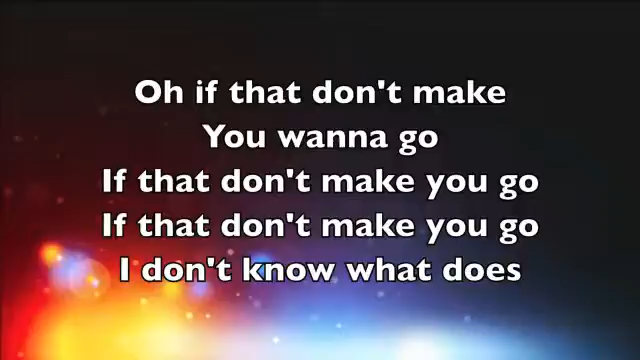 Oh if that don't make
You wanna go
If that don't make you go
If that don't make you go
I don't know what does